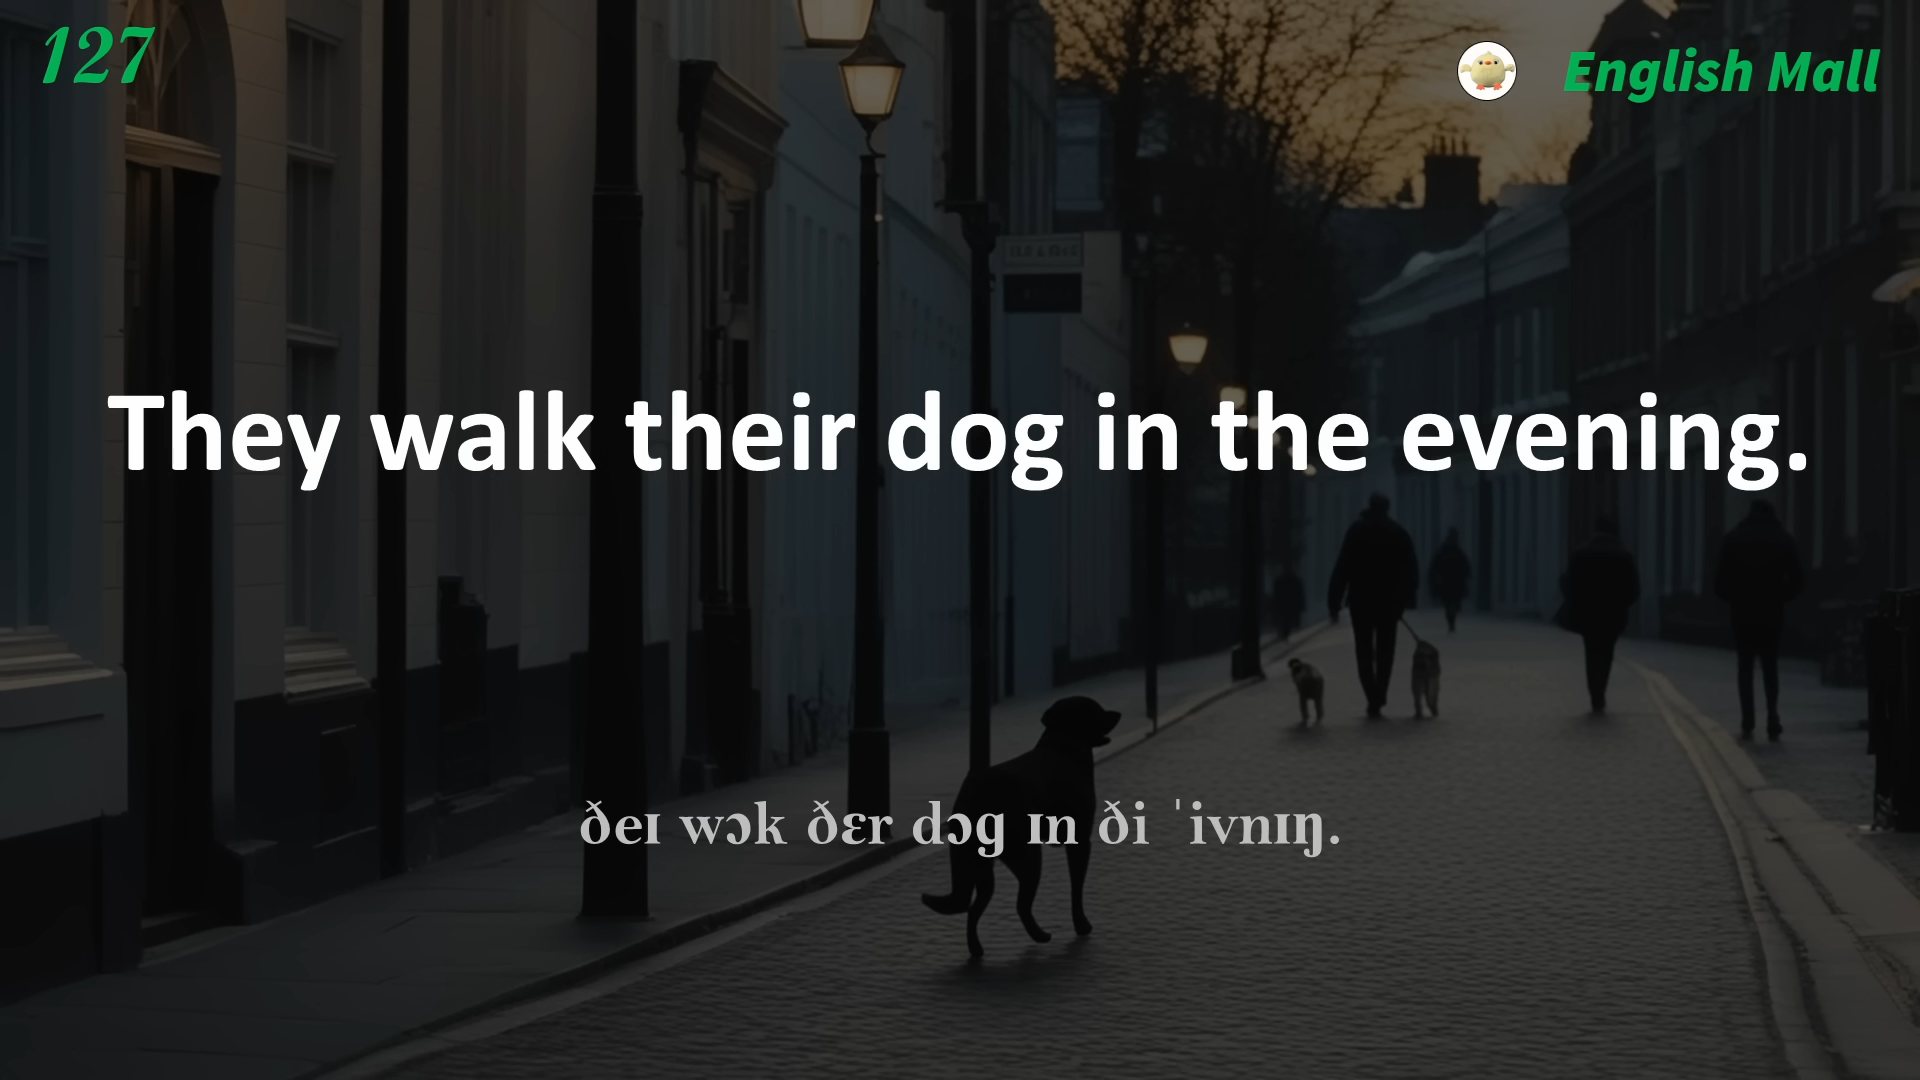 127
English Mall
They walk their dog in the evening.
ðeɪ wɔk ðɛr dɔg ɪn ði ˈivnɪŋ.